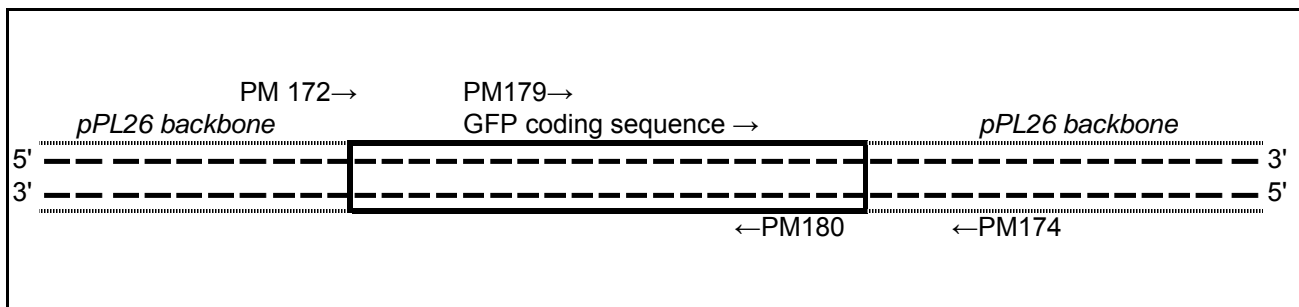 PM 172→ PM179→
pPL26 backbone GFP coding sequence → pPL26 backbone
5' 3'
3' 5'
←PM180 ←PM174